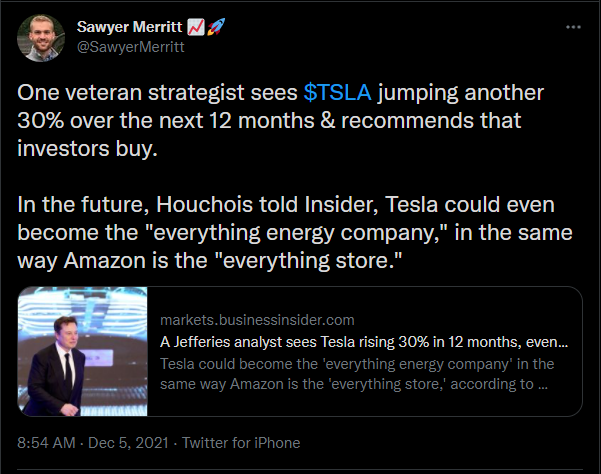 Sawyer Merritt 📈🚀
@SawyerMerritt
One veteran strategist sees $TSLA jumping another
30% over the next 12 months & recommends that
investors buy.
In the future, Houchois told Insider, Tesla could even
become the "everything energy company," in the same
way Amazon is the "everything store."
markets.businessinsider.com
A Jefferies analyst sees Tesla rising 30% in 12 months, even...
Tesla could become the 'everything energy company' in the
same way Amazon is the 'everything store,' according to ...
8:54 AM · Dec 5, 2021 · Twitter for iPhone